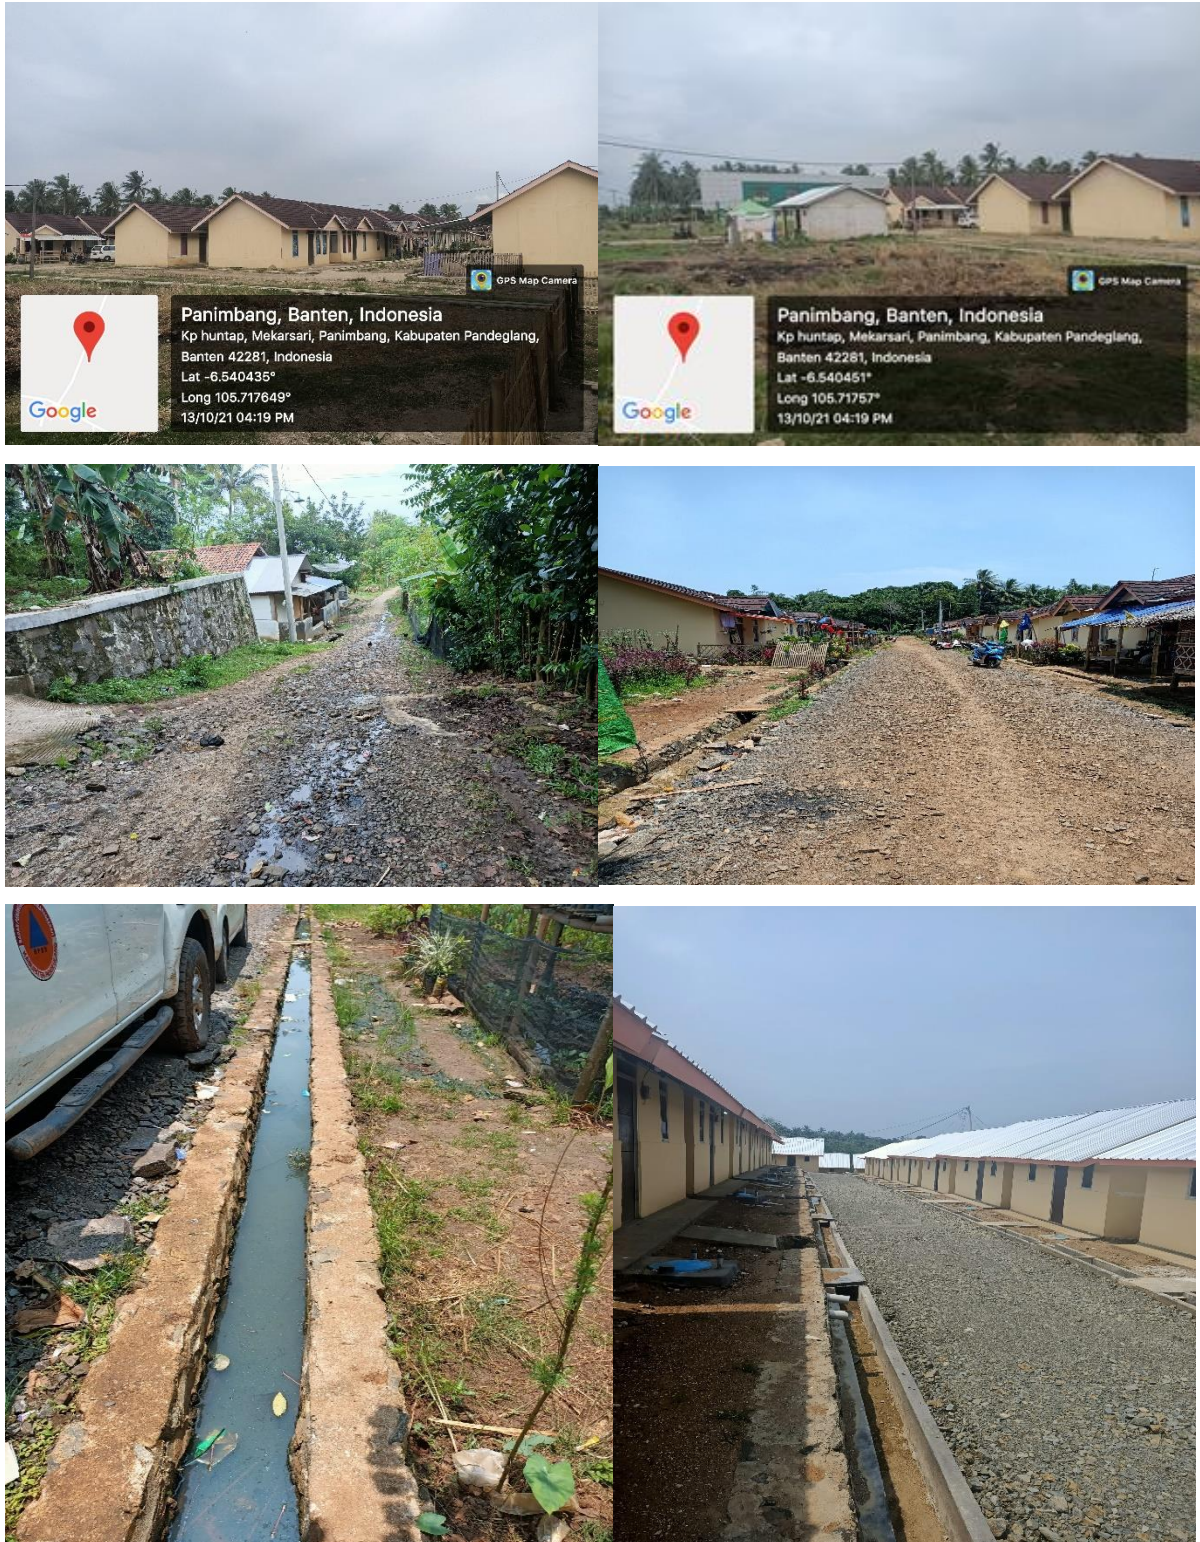 GPS Map Camera
Panimbang, Banten, Indonesia
Kp huntap, Mekarsari, Panimbang, Kabupaten Pandeglang,
Banten 42281, Indonesia
Lat -6.540435°
Long 105.717649°
13/10/21 04:19 PM
Google
GPS Map Camera
Panimbang, Banten, Indonesia
Kp huntap, Mekarsari, Panimbang, Kabupaten Pandeglang,
Banten 42281, Indonesia
Lat -6.540451°
Long 105.71757°
13/10/21 04:19 PM
Google